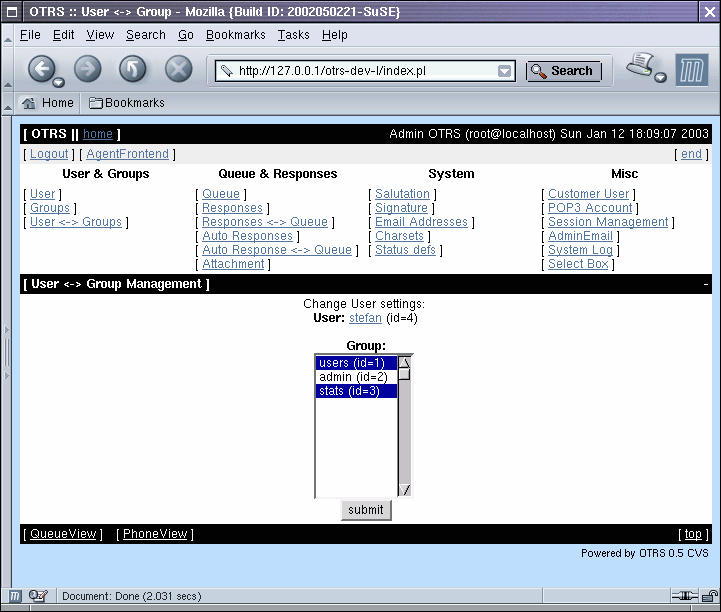 OTRS :: User <-> Group - Mozilla {Build ID: 2002050221-SuSE}
File Edit View Search Go Bookmarks Tasks Help
http://127.0.0.1/otrs-dev-l/index.pl Search
Home Bookmarks
[ OTRS || home ] Admin OTRS (root@localhost) Sun Jan 12 18:09:07 2003
[ Logout ] [ AgentFrontend ] [ end ]
User & Groups Queue & Responses System Misc
[ User ] [ Queue ] [ Salutation ] [ Customer User ]
[ Groups ] [ Responses ] [ Signature ] [ POP3 Account ]
[ User <-> Groups ] [ Responses <-> Queue ] [ Email Addresses ] [ Session Management ]
[ Auto Responses ] [ Charsets ] [ AdminEmail ]
[ Auto Response <-> Queue ] [ Status defs ] [ System Log ]
[ Attachment ] [ Select Box ]
[ User <-> Group Management ] -
Change User settings:
User: stefan (id=4)
Group:
users (id=1)
admin (id=2)
stats (id=3)
submit
[ QueueView ] [ PhoneView ] [ top ]
Powered by OTRS 0.5 CVS
Document: Done (2.031 secs)